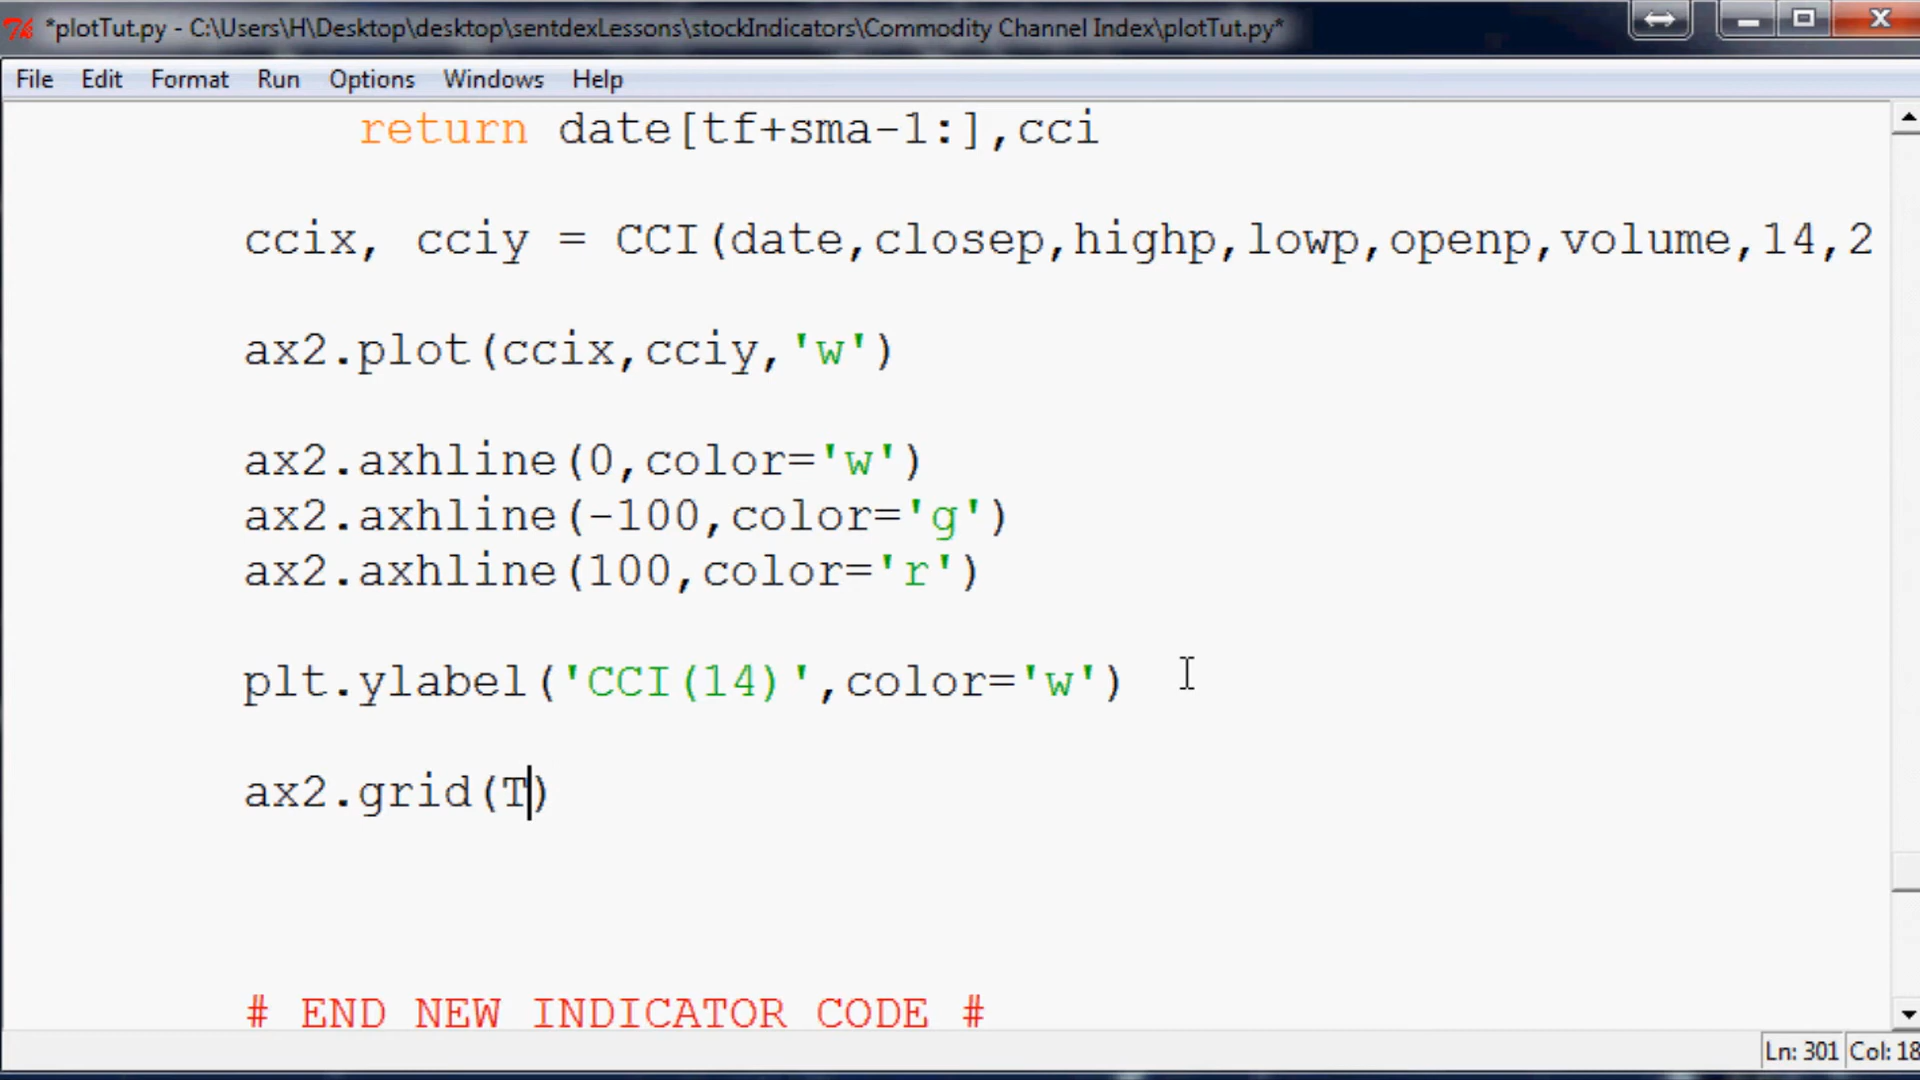 *plotTut.py - C:\Users\H\Desktop\desktop\sentdexLessons\stockIndicators\Commodity Channel Index\plotTut.py*
File Edit Format Run Options Windows Help
return date[tf+sma-1:],cci
ccix, cciy = CCI(date,closep,highp,lowp,openp,volume,14,2
ax2.plot(ccix,cciy,'w')
ax2.axhline(0,color='w')
ax2.axhline(-100,color='g')
ax2.axhline(100,color='r')
plt.ylabel('CCI(14)',color='w')
ax2.grid(T)
# END NEW INDICATOR CODE #
Ln: 301 Col: 18